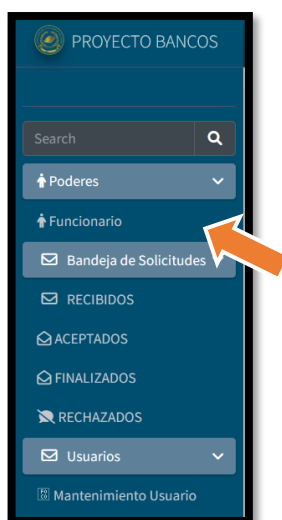 PROYECTO BANCOS
Search
Poderes
Funcionario
Bandeja de Solicitudes
RECIBIDOS
ACEPTADOS
FINALIZADOS
RECHAZADOS
Usuarios
Mantenimiento Usuario